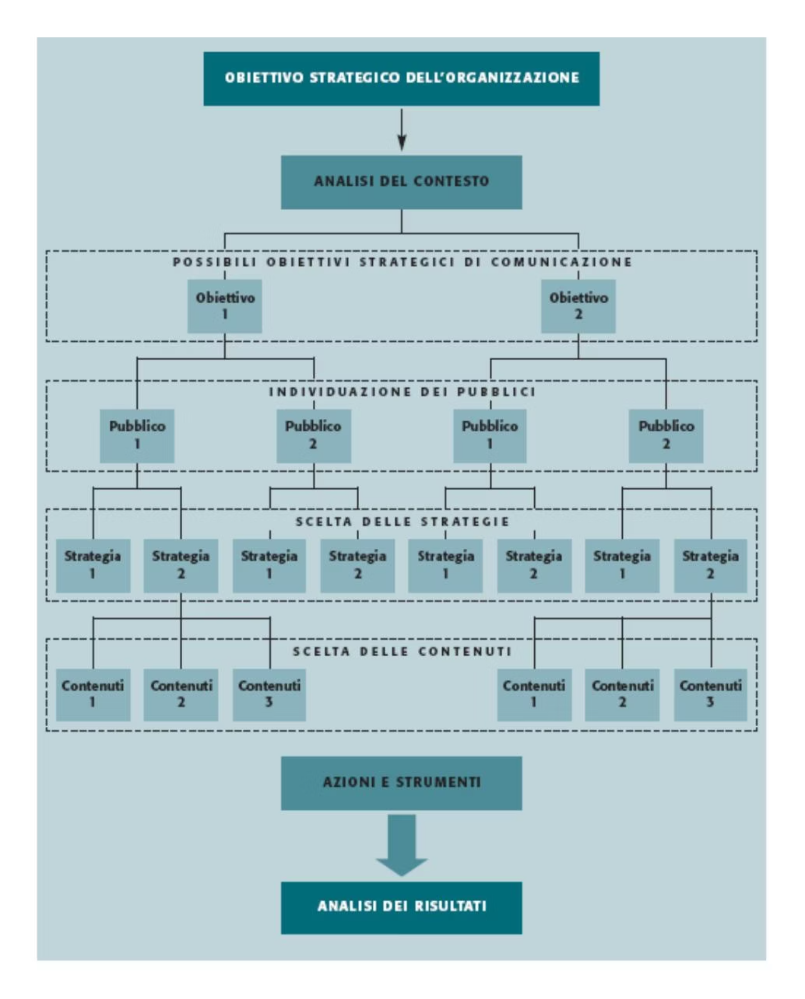 OBIETTIVO STRATEGICO DELL'ORGANIZZAZIONE
ANALISI DEL CONTESTO
POSSIBILI OBIETTIVI STRATEGICI DI COMUNICAZIONE
Obiettivo
1
Obiettivo
2
INDIVIDUAZIONE DEI PUBBLICI
Pubblico
1
Pubblico
2
Pubblico
1
Pubblico
2
SCELTA DELLE STRATEGIE
Strategia
1
Strategia
2
Strategia
1
Strategia
2
Strategia
1
Strategia
2
Strategia
1
Strategia
2
SCELTA DELLE CONTENUTI
Contenuti
1
Contenuti
2
Contenuti
3
Contenuti
1
Contenuti
2
Contenuti
3
AZIONI E STRUMENTI
ANALISI DEI RISULTATI